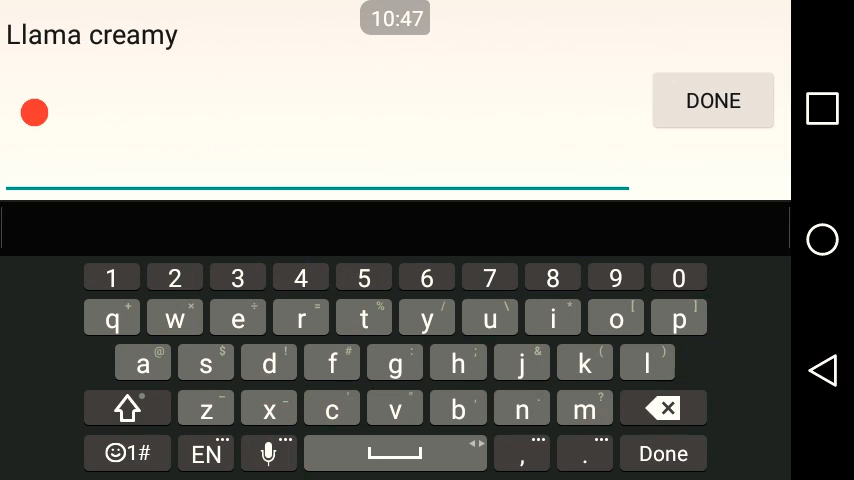 10:47
Llama creamy
DONE
1 2 3 4 5 6 7 8 9 0
+ × ÷ = % / \ * [ ]
q w e r t y u i o p
@ $ ! # : ; & ( )
a s d f g h j k l
z x c v b n m
?
1# EN , . Done